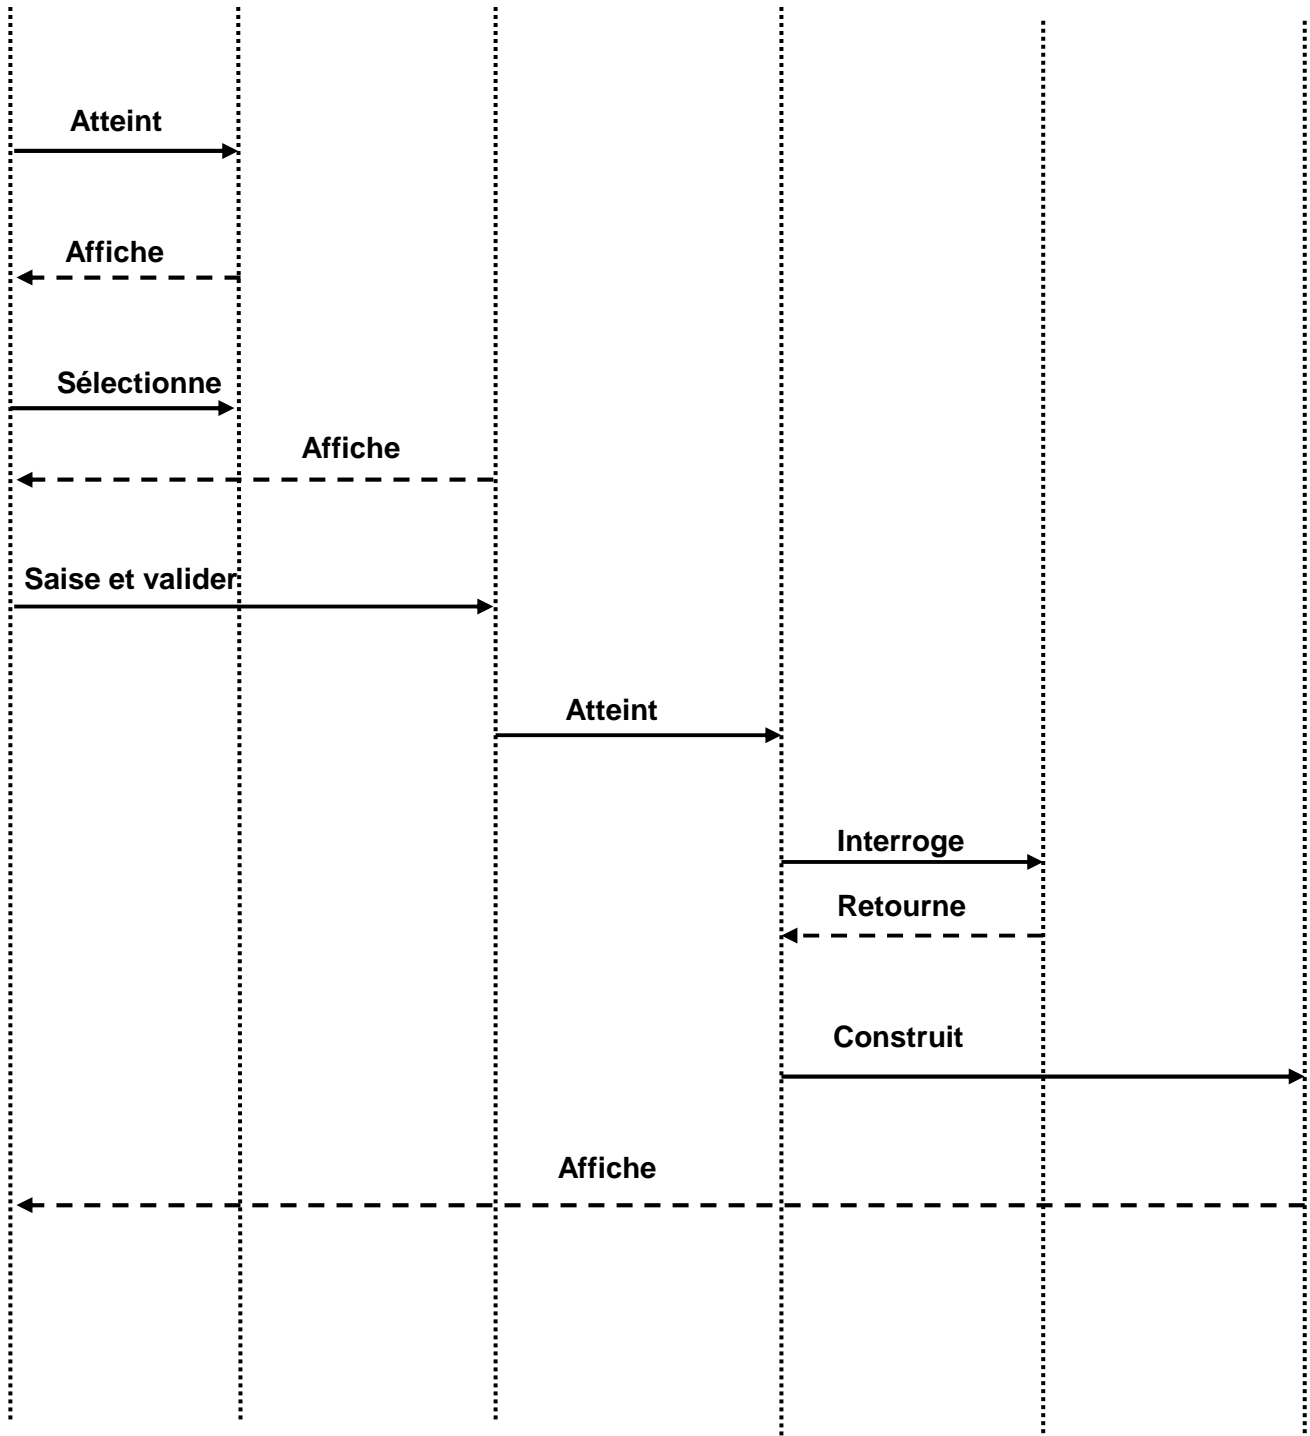 Atteint
Affiche
Sélectionne
Affiche
Saise et valider
Atteint
Interroge
Retourne
Construit
Affiche